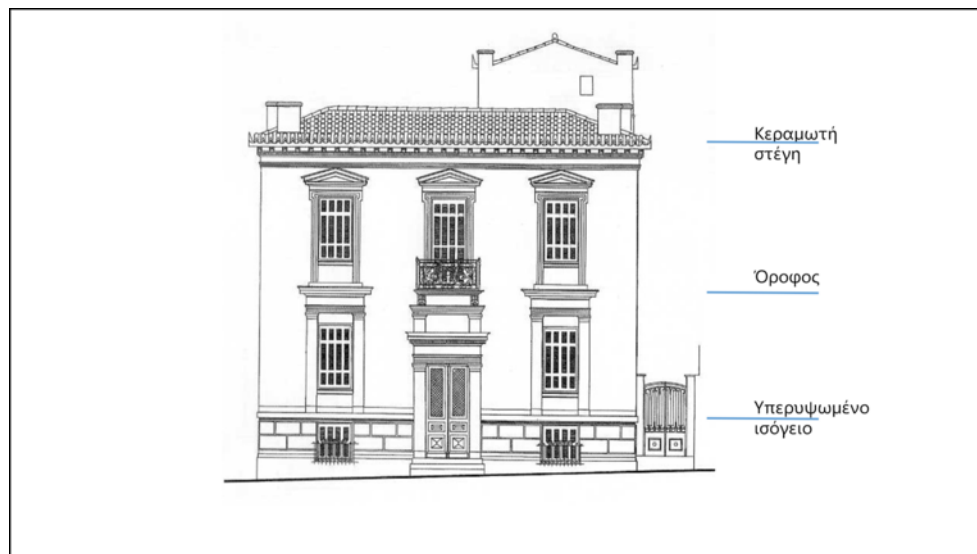 Κεραμωτή
στέγη
Όροφος
Υπερυψωμένο
ισόγειο